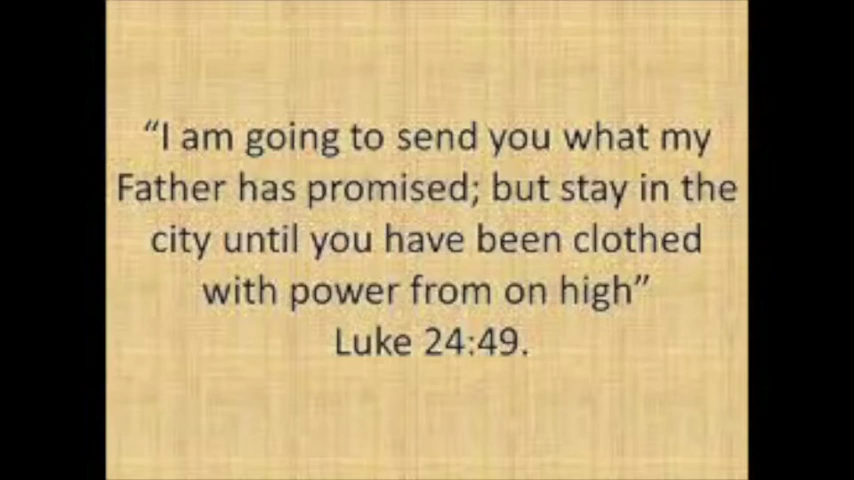 “I am going to send you what my
Father has promised; but stay in the
city until you have been clothed
with power from on high”
Luke 24:49.